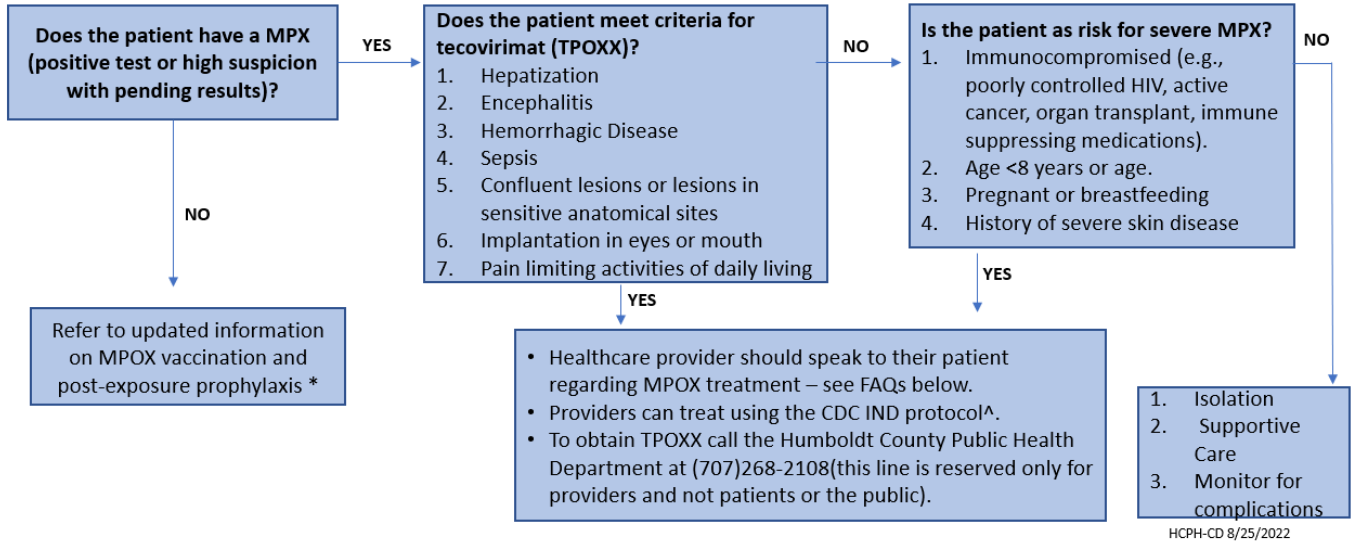 Does the patient have a MPX
(positive test or high suspicion
with pending results)?
YES
NO
Refer to updated information
on MPOX vaccination and
post-exposure prophylaxis *
Does the patient meet criteria for
tecovirimat (TPOXX)?
1. Hepatization
2. Encephalitis
3. Hemorrhagic Disease
4. Sepsis
5. Confluent lesions or lesions in
sensitive anatomical sites
6. Implantation in eyes or mouth
7. Pain limiting activities of daily living
NO
YES
Is the patient as risk for severe MPX?
1. Immunocompromised (e.g.,
poorly controlled HIV, active
cancer, organ transplant, immune
suppressing medications).
2. Age <8 years or age.
3. Pregnant or breastfeeding
4. History of severe skin disease
NO
YES
• Healthcare provider should speak to their patient
regarding MPOX treatment – see FAQs below.
• Providers can treat using the CDC IND protocol^.
• To obtain TPOXX call the Humboldt County Public Health
Department at (707)268-2108(this line is reserved only for
providers and not patients or the public).
1. Isolation
2. Supportive
Care
3. Monitor for
complications
HCPH-CD 8/25/2022